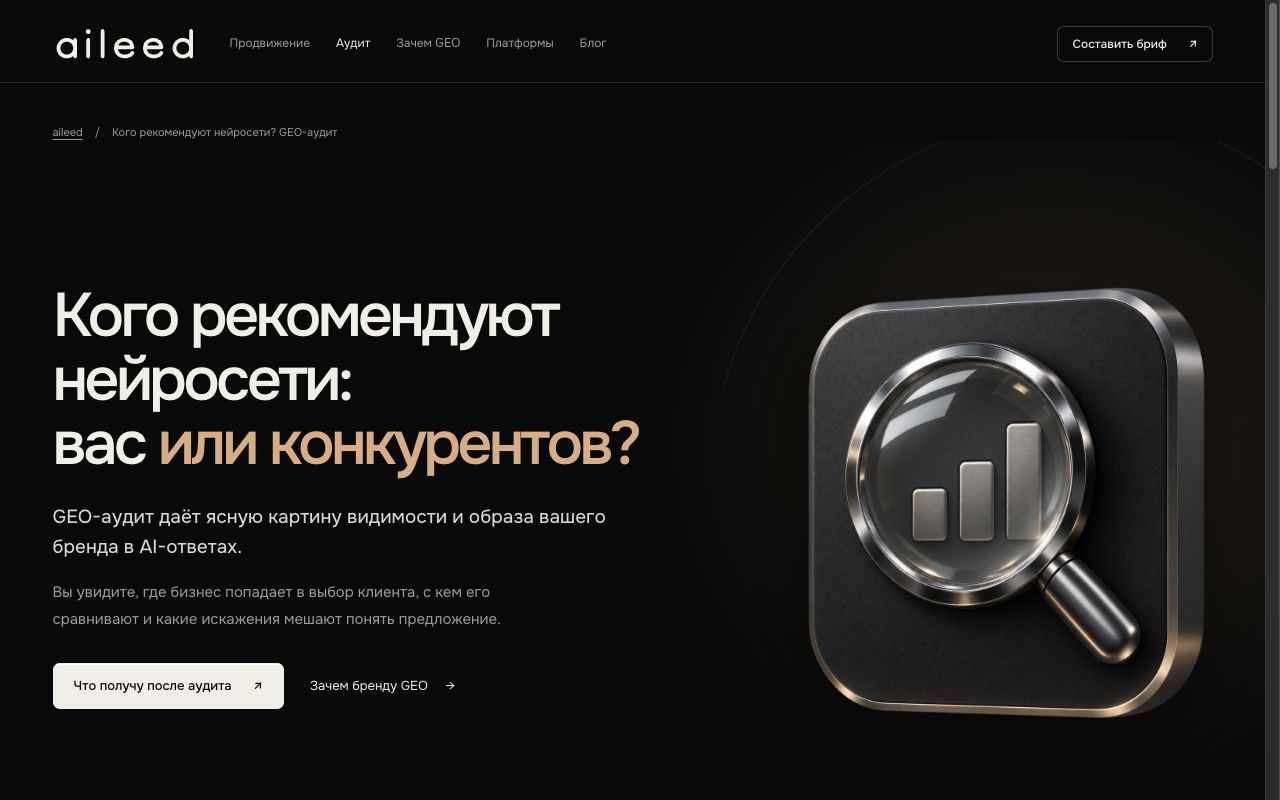 aileed
Продвижение
Аудит
Зачем GEO
Платформы
Блог
Составить бриф
aileed / Кого рекомендуют нейросети? GEO-аудит
Кого рекомендуют
нейросети:
вас или конкурентов?
GEO-аудит даёт ясную картину видимости и образа вашего
бренда в AI-ответах.
Вы увидите, где бизнес попадает в выбор клиента, с кем его
сравнивают и какие искажения мешают понять предложение.
Что получу после аудита
Зачем бренду GEO